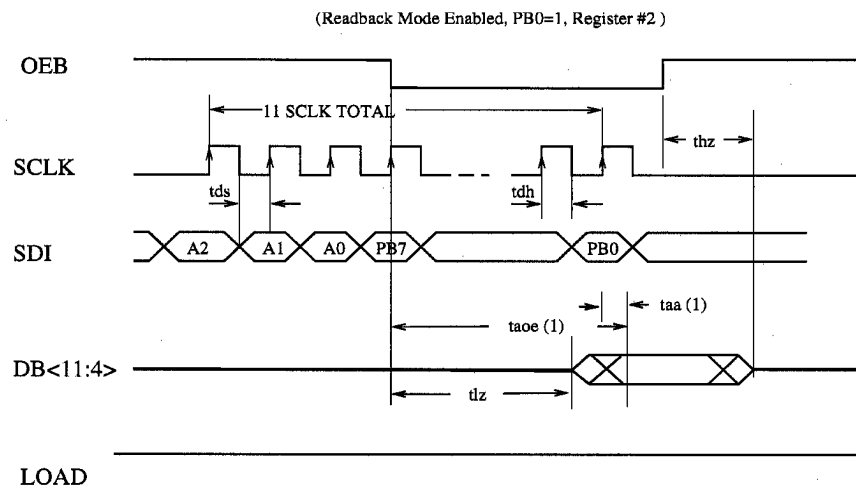 (Readback Mode Enabled, PB0=1, Register #2 )
OEB
11 SCLK TOTAL
thz
SCLK
tds
tdh
SDI
A2
A1
A0
PB7
PB0
taa (1)
taoe (1)
DB<11:4>
tlz
LOAD